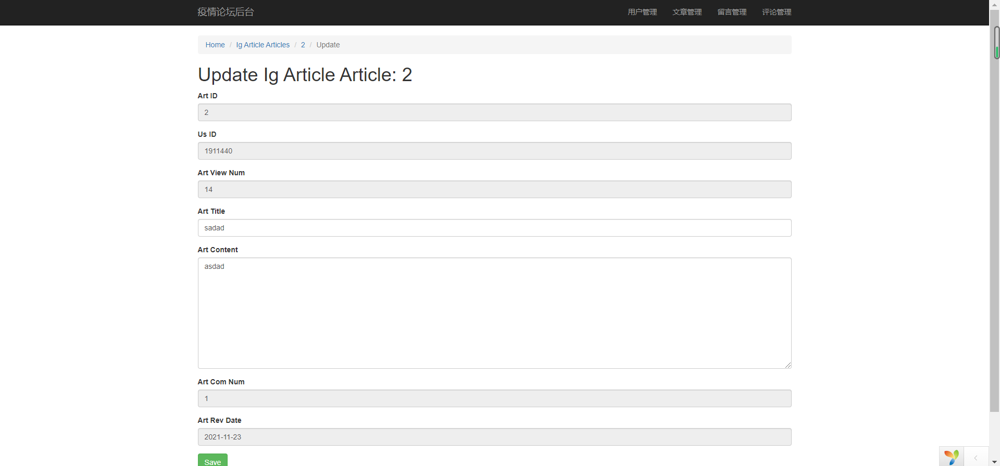 疫情论坛后台 用户管理 文章管理 留言管理 评论管理
Home / Ig Article Articles / 2 / Update
Update Ig Article Article: 2
Art ID
2
Us ID
1911440
Art View Num
14
Art Title
sadad
Art Content
asdad
Art Com Num
1
Art Rev Date
2021-11-23
Save